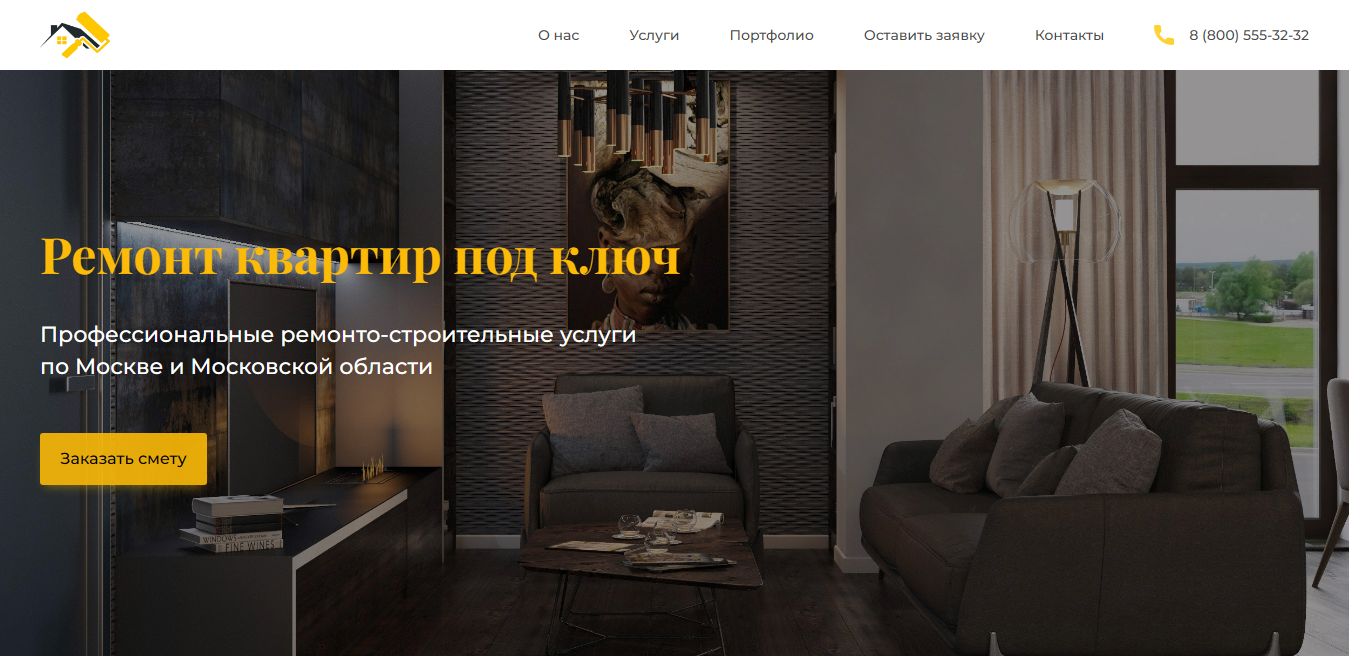 О нас
Услуги
Портфолио
Оставить заявку
Контакты
8 (800) 555-32-32
Ремонт квартир под ключ
Профессиональные ремонто-строительные услуги
по Москве и Московской области
Заказать смету
WINDOWS
FINE WINES